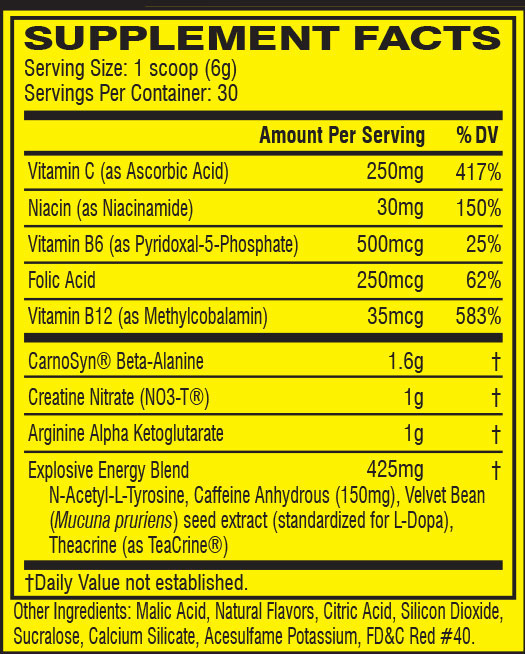 SUPPLEMENT FACTS
Serving Size: 1 scoop (6g)
Servings Per Container: 30
Amount Per Serving % DV
Vitamin C (as Ascorbic Acid) 250mg 417%
Niacin (as Niacinamide) 30mg 150%
Vitamin B6 (as Pyridoxal-5-Phosphate) 500mcg 25%
Folic Acid 250mcg 62%
Vitamin B12 (as Methylcobalamin) 35mcg 583%
CarnoSyn® Beta-Alanine 1.6g †
Creatine Nitrate (NO3-T®) 1g †
Arginine Alpha Ketoglutarate 1g †
Explosive Energy Blend 425mg †
N-Acetyl-L-Tyrosine, Caffeine Anhydrous (150mg), Velvet Bean
(Mucuna pruriens) seed extract (standardized for L-Dopa),
Theacrine (as TeaCrine®)
†Daily Value not established.
Other Ingredients: Malic Acid, Natural Flavors, Citric Acid, Silicon Dioxide,
Sucralose, Calcium Silicate, Acesulfame Potassium, FD&C Red #40.